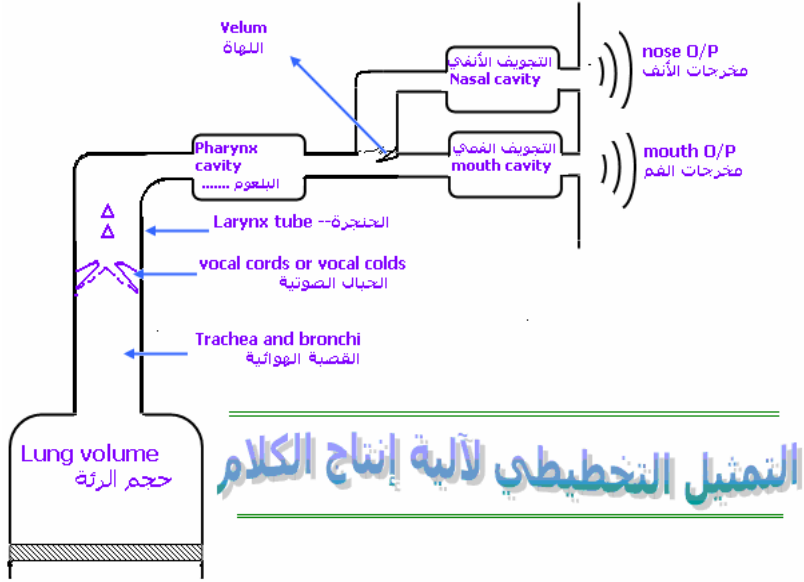 Velum
اللهاة
التجويف الأنفي
Nasal cavity
nose O/P
مخرجات الأنف
Pharynx
cavity
البلعوم .......
التجويف الفمي
mouth cavity
mouth O/P
مخرجات الفم
Larynx tube --الحنجرة
vocal cords or vocal colds
الحبال الصوتية
Trachea and bronchi
القصبة الهوائية
Lung volume
حجم الرئة
التمثيل التخطيطي لآلية إنتاج الكلام